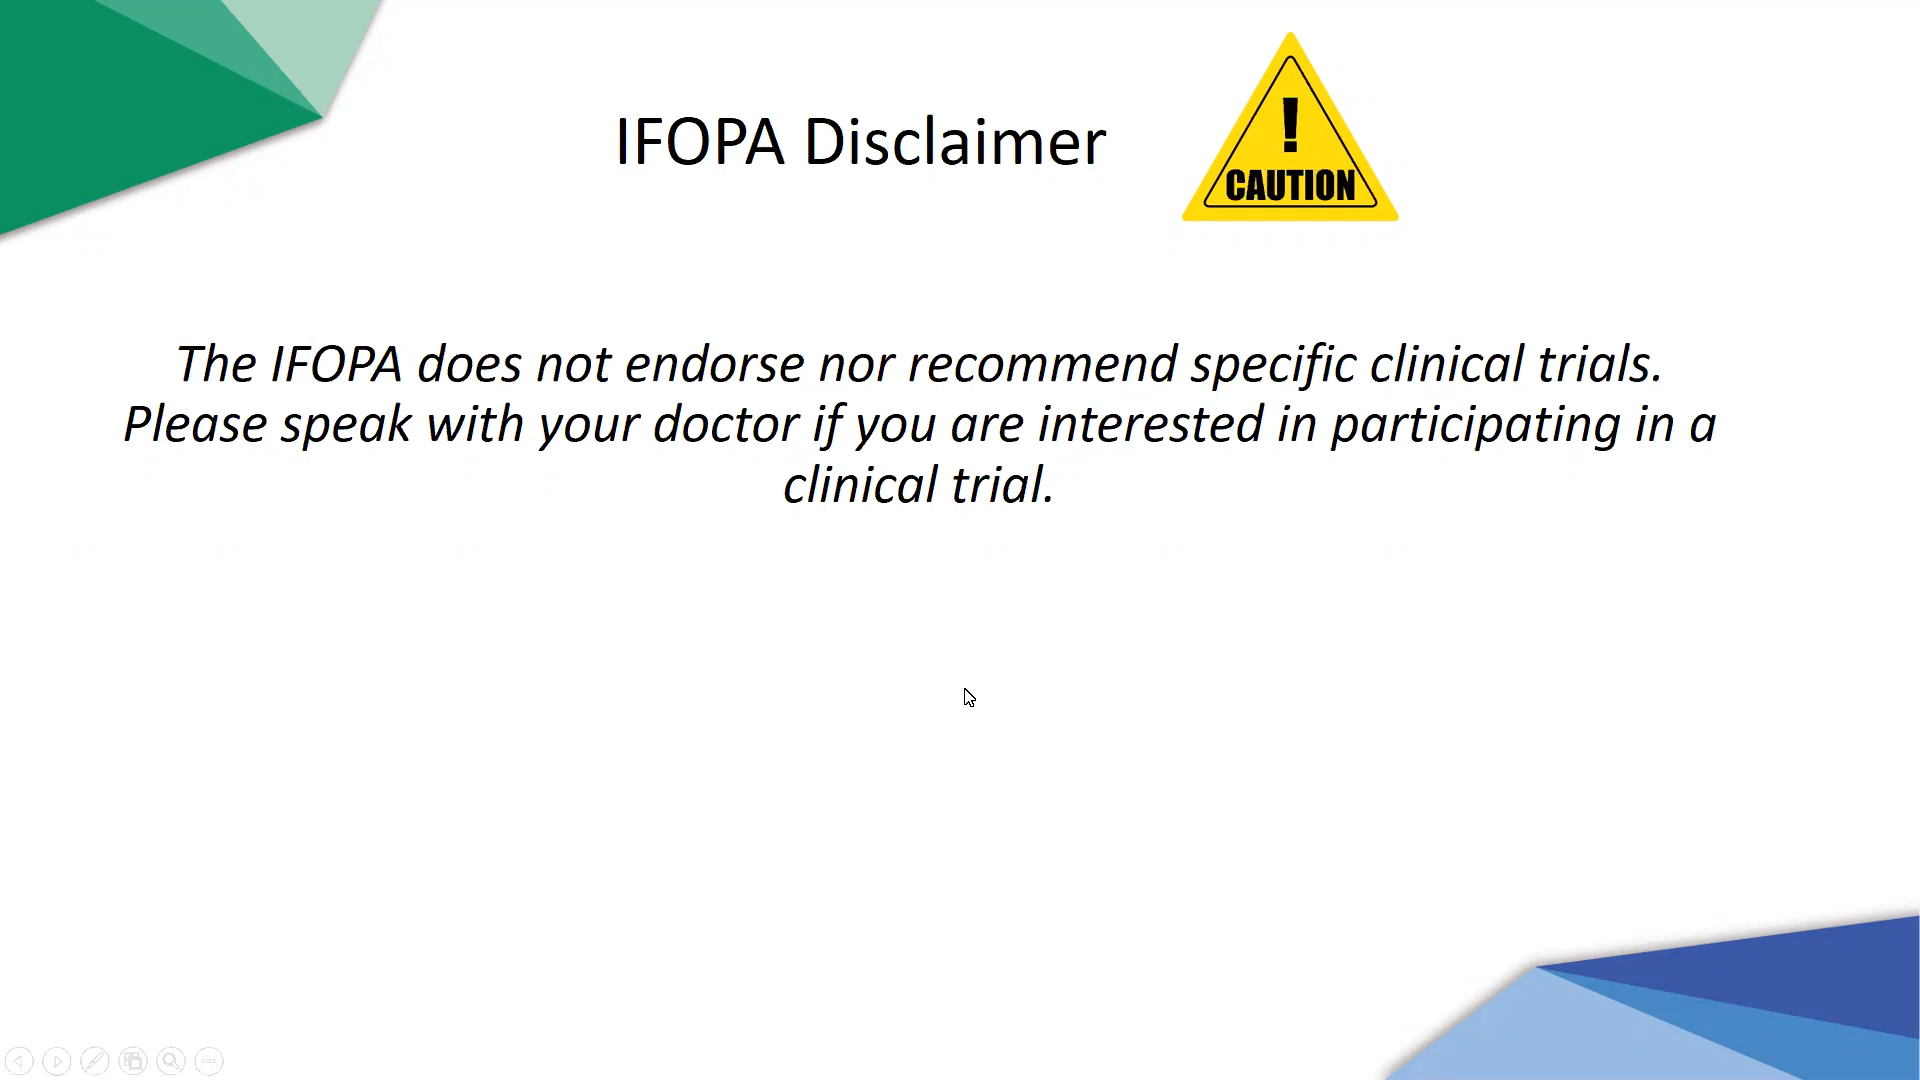 IFOPA Disclaimer
!
CAUTION
The IFOPA does not endorse nor recommend specific clinical trials.
Please speak with your doctor if you are interested in participating in a
clinical trial.